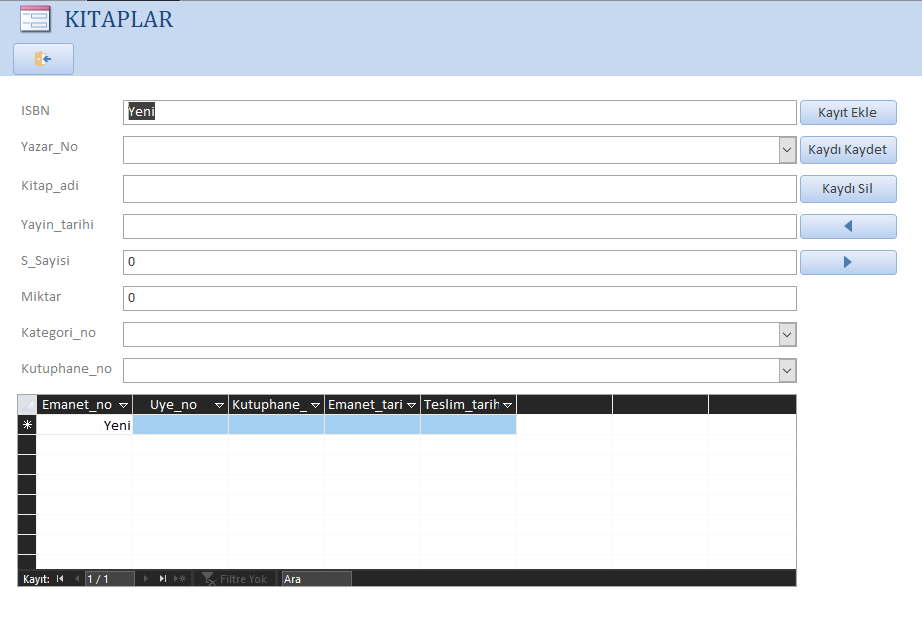 KITAPLAR
ISBN Yeni Kayıt Ekle
Yazar_No Kaydı Kaydet
Kitap_adi Kaydı Sil
Yayin_tarihi
S_Sayisi 0
Miktar 0
Kategori_no
Kutuphane_no
Emanet_no Uye_no Kutuphane_ Emanet_tari Teslim_tarih
Yeni
Kayıt: 1 / 1 Filtre Yok Ara